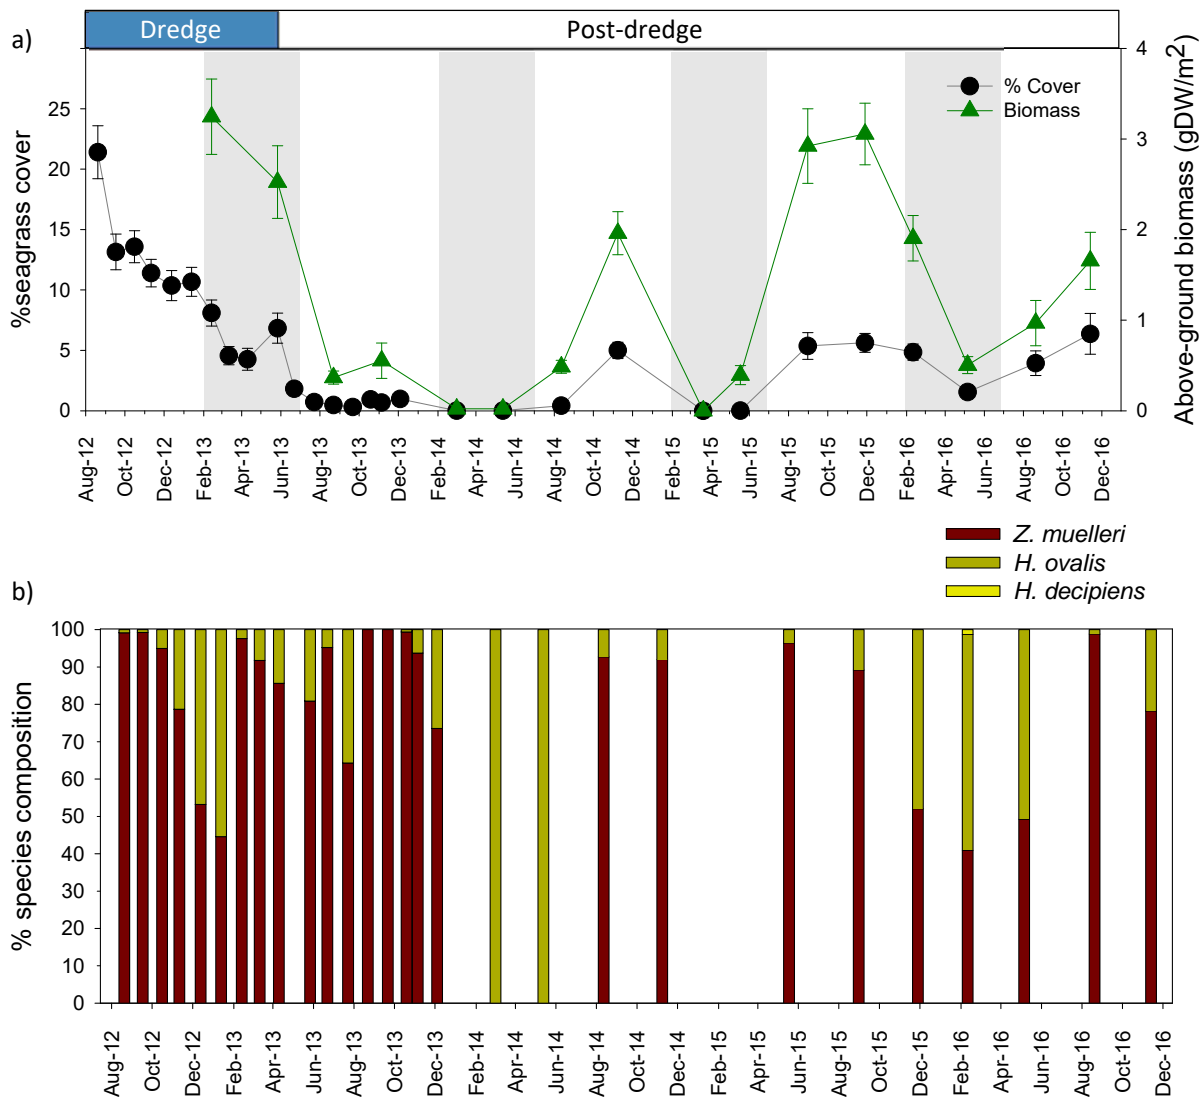 a)
Dredge
Post-dredge
%seagrass cover
0
5
10
15
20
25
Above-ground biomass (gDW/m2)
0
1
2
3
4
% Cover
Biomass
Aug-12
Oct-12
Dec-12
Feb-13
Apr-13
Jun-13
Aug-13
Oct-13
Dec-13
Feb-14
Apr-14
Jun-14
Aug-14
Oct-14
Dec-14
Feb-15
Apr-15
Jun-15
Aug-15
Oct-15
Dec-15
Feb-16
Apr-16
Jun-16
Aug-16
Oct-16
Dec-16
Z. muelleri
H. ovalis
H. decipiens
b)
% species composition
100
90
80
70
60
50
40
30
20
10
0
Aug-12
Oct-12
Dec-12
Feb-13
Apr-13
Jun-13
Aug-13
Oct-13
Dec-13
Feb-14
Apr-14
Jun-14
Aug-14
Oct-14
Dec-14
Feb-15
Apr-15
Jun-15
Aug-15
Oct-15
Dec-15
Feb-16
Apr-16
Jun-16
Aug-16
Oct-16
Dec-16